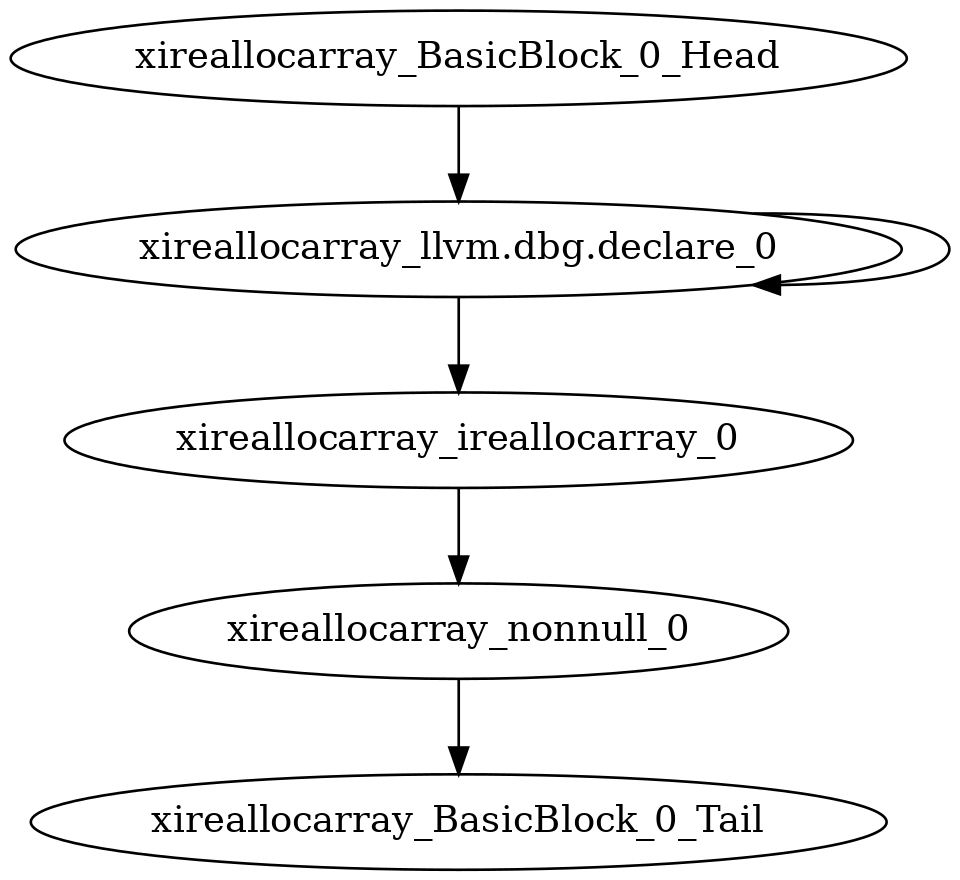 xireallocarray_BasicBlock_0_Head
xireallocarray_llvm.dbg.declare_0
xireallocarray_ireallocarray_0
xireallocarray_nonnull_0
xireallocarray_BasicBlock_0_Tail